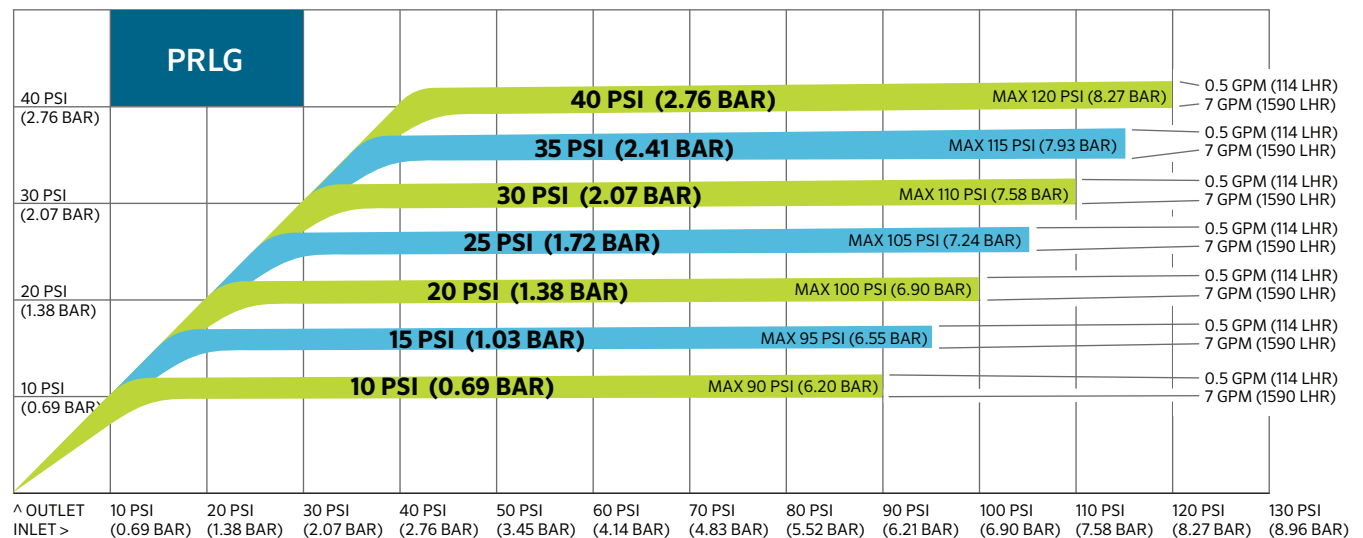 PRLG
40 PSI
(2.76 BAR)
40 PSI (2.76 BAR)
MAX 120 PSI (8.27 BAR)
0.5 GPM (114 LHR)
7 GPM (1590 LHR)
35 PSI (2.41 BAR)
MAX 115 PSI (7.93 BAR)
0.5 GPM (114 LHR)
7 GPM (1590 LHR)
30 PSI
(2.07 BAR)
30 PSI (2.07 BAR)
MAX 110 PSI (7.58 BAR)
0.5 GPM (114 LHR)
7 GPM (1590 LHR)
25 PSI (1.72 BAR)
MAX 105 PSI (7.24 BAR)
0.5 GPM (114 LHR)
7 GPM (1590 LHR)
20 PSI
(1.38 BAR)
20 PSI (1.38 BAR)
MAX 100 PSI (6.90 BAR)
0.5 GPM (114 LHR)
7 GPM (1590 LHR)
15 PSI (1.03 BAR)
MAX 95 PSI (6.55 BAR)
0.5 GPM (114 LHR)
7 GPM (1590 LHR)
10 PSI
(0.69 BAR)
10 PSI (0.69 BAR)
MAX 90 PSI (6.20 BAR)
0.5 GPM (114 LHR)
7 GPM (1590 LHR)
^ OUTLET
INLET >
10 PSI
(0.69 BAR)
20 PSI
(1.38 BAR)
30 PSI
(2.07 BAR)
40 PSI
(2.76 BAR)
50 PSI
(3.45 BAR)
60 PSI
(4.14 BAR)
70 PSI
(4.83 BAR)
80 PSI
(5.52 BAR)
90 PSI
(6.21 BAR)
100 PSI
(6.90 BAR)
110 PSI
(7.58 BAR)
120 PSI
(8.27 BAR)
130 PSI
(8.96 BAR)